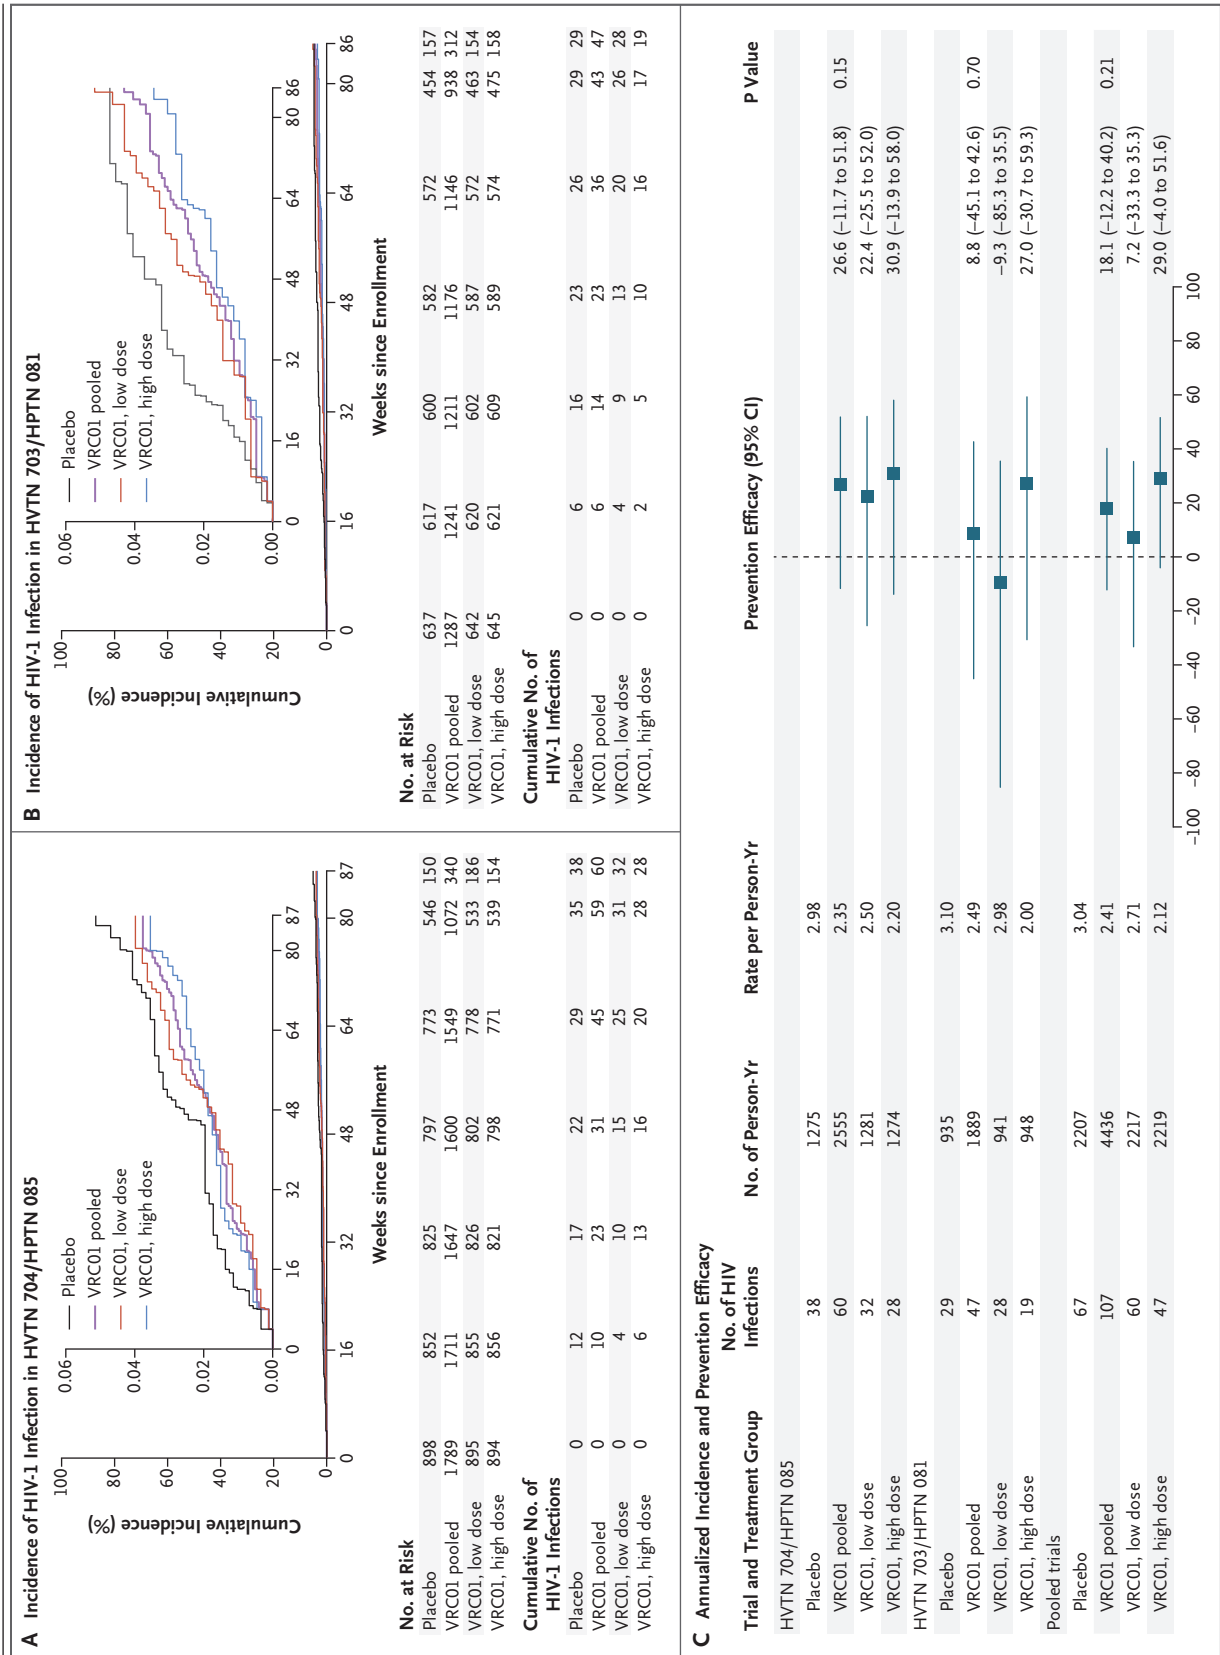 A Incidence of HIV-1 Infection in HVTN 704/HPTN 085
Cumulative Incidence (%)
100
80
60
40
20
0
0.06
0.04
0.02
0.00
Placebo
VRC01 pooled
VRC01, low dose
VRC01, high dose
0 16 32 48 64 80 87
0 16 32 48 64 80 87
Weeks since Enrollment
No. at Risk
Placebo 898 852 825 797 773 546 150
VRC01 pooled 1789 1711 1647 1600 1549 1072 340
VRC01, low dose 895 855 826 802 778 533 186
VRC01, high dose 894 856 821 798 771 539 154
Cumulative No. of
HIV-1 Infections
Placebo 0 12 17 22 29 35 38
VRC01 pooled 0 10 23 31 45 59 60
VRC01, low dose 0 4 10 15 25 31 32
VRC01, high dose 0 6 13 16 20 28 28
B Incidence of HIV-1 Infection in HVTN 703/HPTN 081
Cumulative Incidence (%)
100
80
60
40
20
0
0.06
0.04
0.02
0.00
Placebo
VRC01 pooled
VRC01, low dose
VRC01, high dose
0 16 32 48 64 80 86
0 16 32 48 64 80 86
Weeks since Enrollment
No. at Risk
Placebo 637 617 600 582 572 454 157
VRC01 pooled 1287 1241 1211 1176 1146 938 312
VRC01, low dose 642 620 602 587 572 463 154
VRC01, high dose 645 621 609 589 574 475 158
Cumulative No. of
HIV-1 Infections
Placebo 0 6 16 23 26 29 29
VRC01 pooled 0 6 14 23 36 43 47
VRC01, low dose 0 4 9 13 20 26 28
VRC01, high dose 0 2 5 10 16 17 19
C Annualized Incidence and Prevention Efficacy
Trial and Treatment Group No. of HIV Infections No. of Person-Yr Rate per Person-Yr Prevention Efficacy (95% CI) P Value
HVTN 704/HPTN 085
Placebo 38 1275 2.98
VRC01 pooled 60 2555 2.35 26.6 (−11.7 to 51.8) 0.15
VRC01, low dose 32 1281 2.50 22.4 (−25.5 to 52.0)
VRC01, high dose 28 1274 2.20 30.9 (−13.9 to 58.0)
HVTN 703/HPTN 081
Placebo 29 935 3.10
VRC01 pooled 47 1889 2.49 8.8 (−45.1 to 42.6) 0.70
VRC01, low dose 28 941 2.98 −9.3 (−85.3 to 35.5)
VRC01, high dose 19 948 2.00 27.0 (−30.7 to 59.3)
Pooled trials
Placebo 67 2207 3.04
VRC01 pooled 107 4436 2.41 18.1 (−12.2 to 40.2) 0.21
VRC01, low dose 60 2217 2.71 7.2 (−33.3 to 35.3)
VRC01, high dose 47 2219 2.12 29.0 (−4.0 to 51.6)
−100 −80 −60 −40 −20 0 20 40 60 80 100